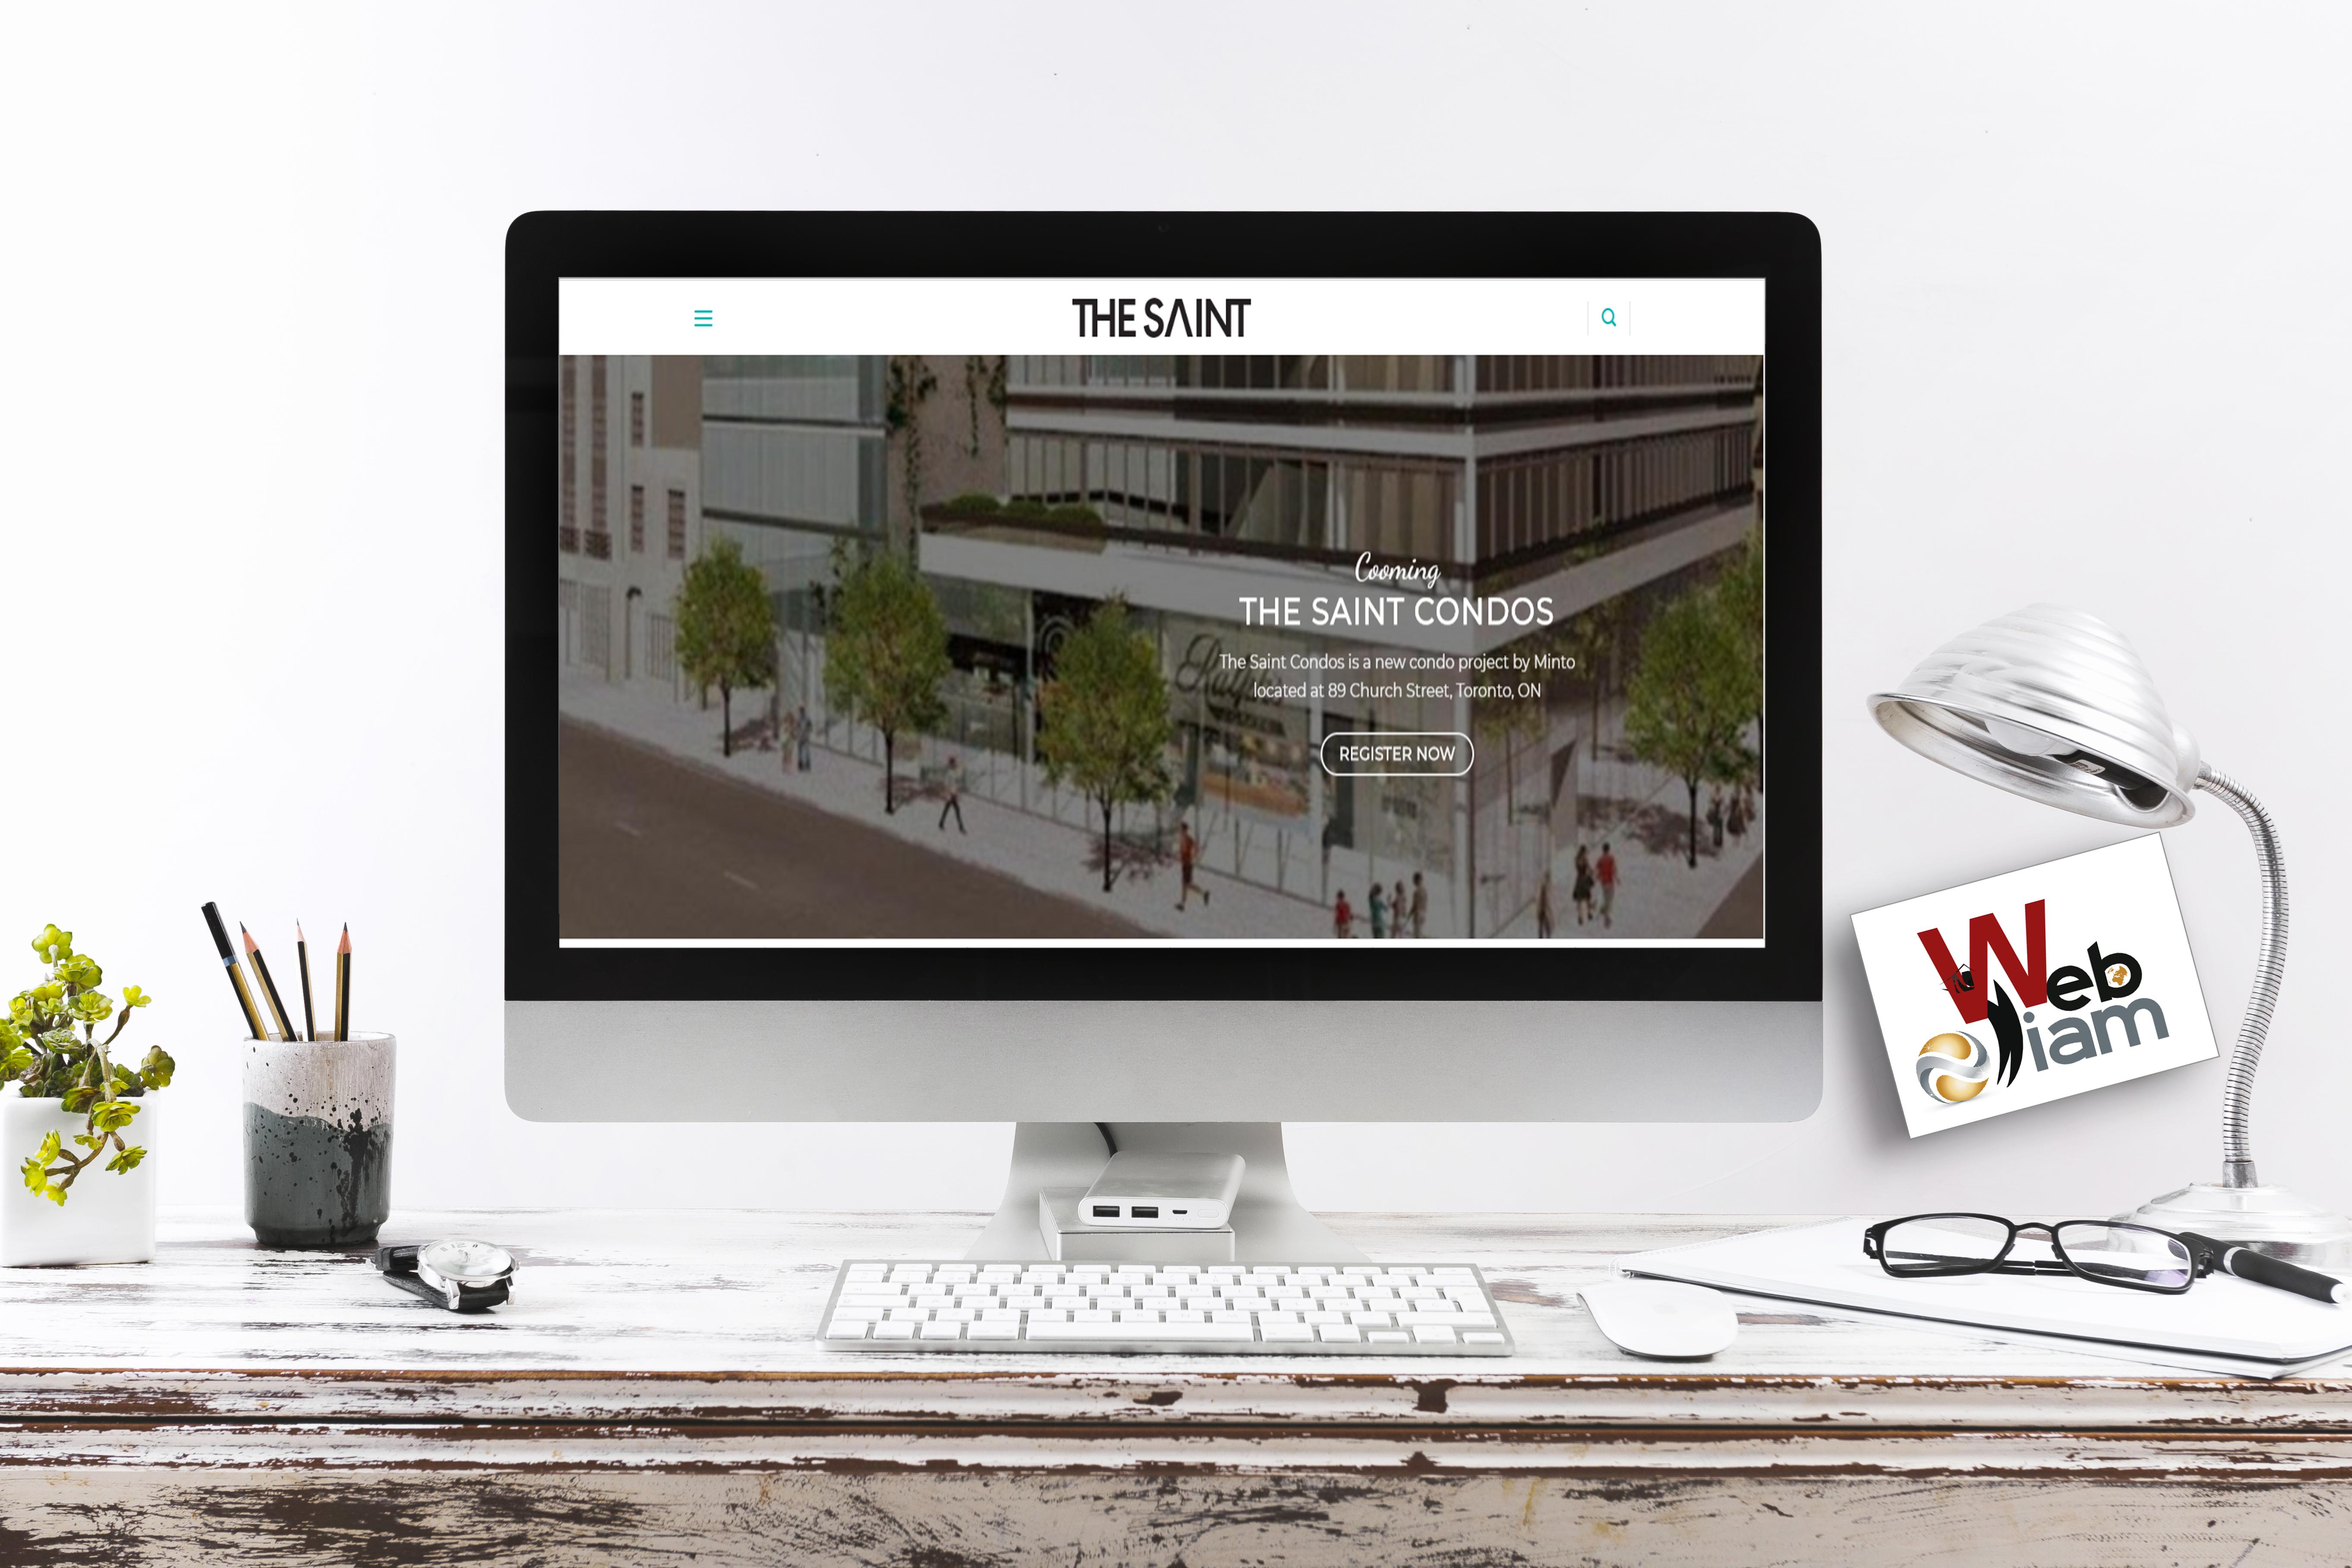 THE SAINT
Cooming
THE SAINT CONDOS
The Saint Condos is a new condo project by Minto
located at 89 Church Street, Toronto, ON
REGISTER NOW
Web
iam